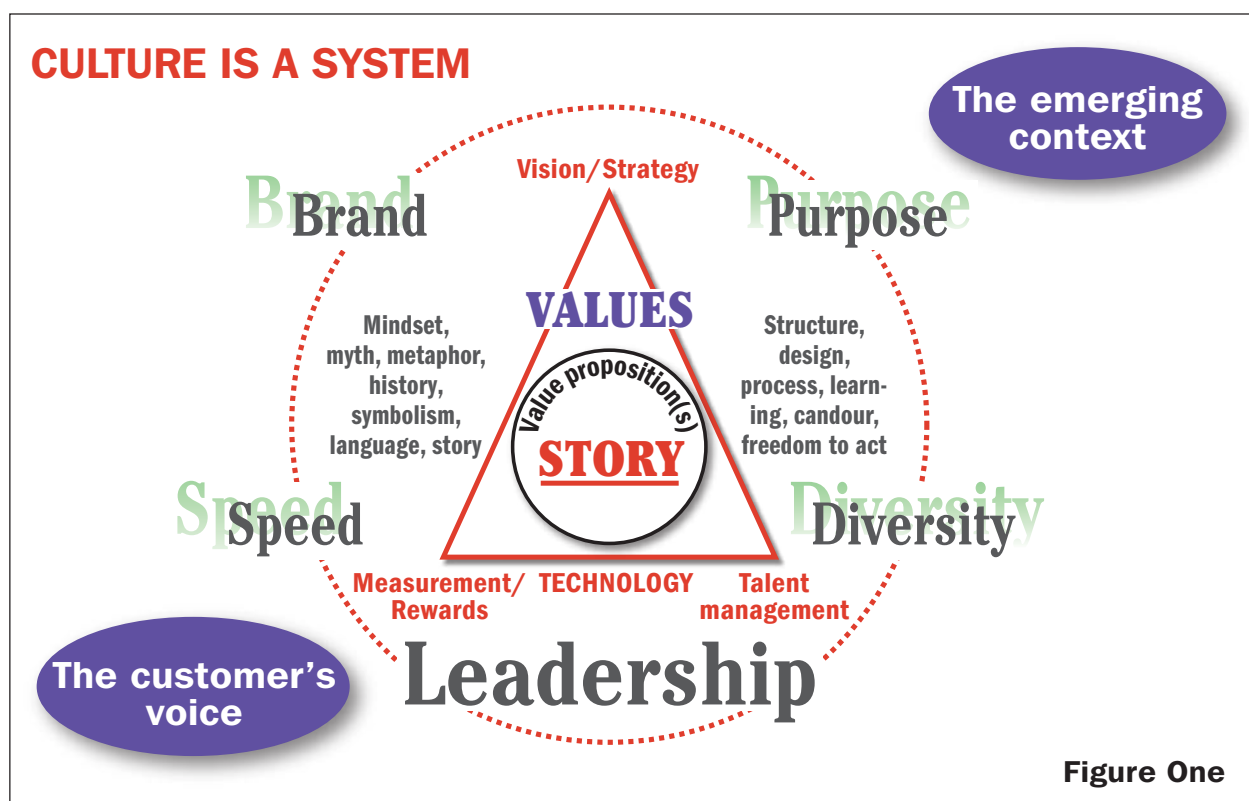 CULTURE IS A SYSTEM
The emerging
context
Vision/Strategy
Brand
Brand
Purpose
Purpose
VALUES
Mindset,
myth, metaphor,
history,
symbolism,
language, story
Structure,
design,
process, learn-
ing, candour,
freedom to act
Value proposition(s)
STORY
Speed
Speed
Diversity
Diversity
Measurement/
Rewards
TECHNOLOGY
Talent
management
Leadership
The customer’s
voice
Figure One